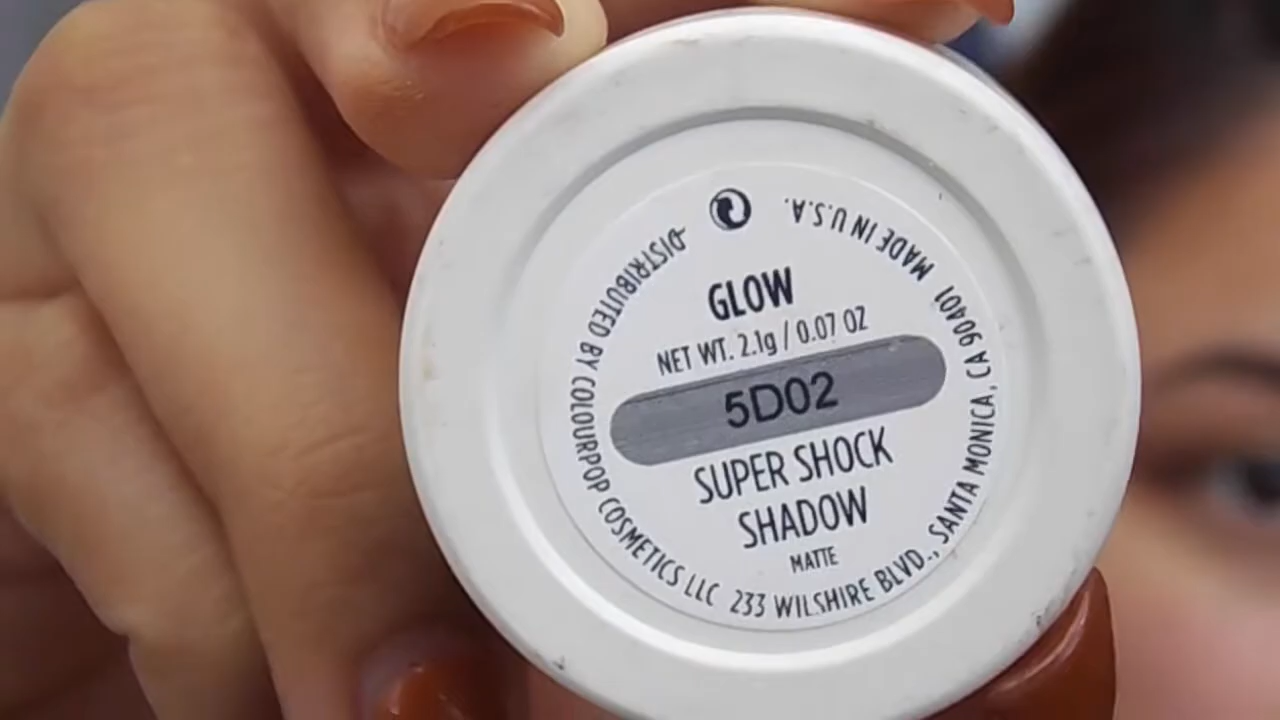 GLOW
NET WT. 2.1g / 0.07 OZ
5D02
SUPER SHOCK
SHADOW
MATTE
DISTRIBUTED BY COLOURPOP COSMETICS LLC 233 WILSHIRE BLVD., SANTA MONICA, CA 90401 MADE IN U.S.A.